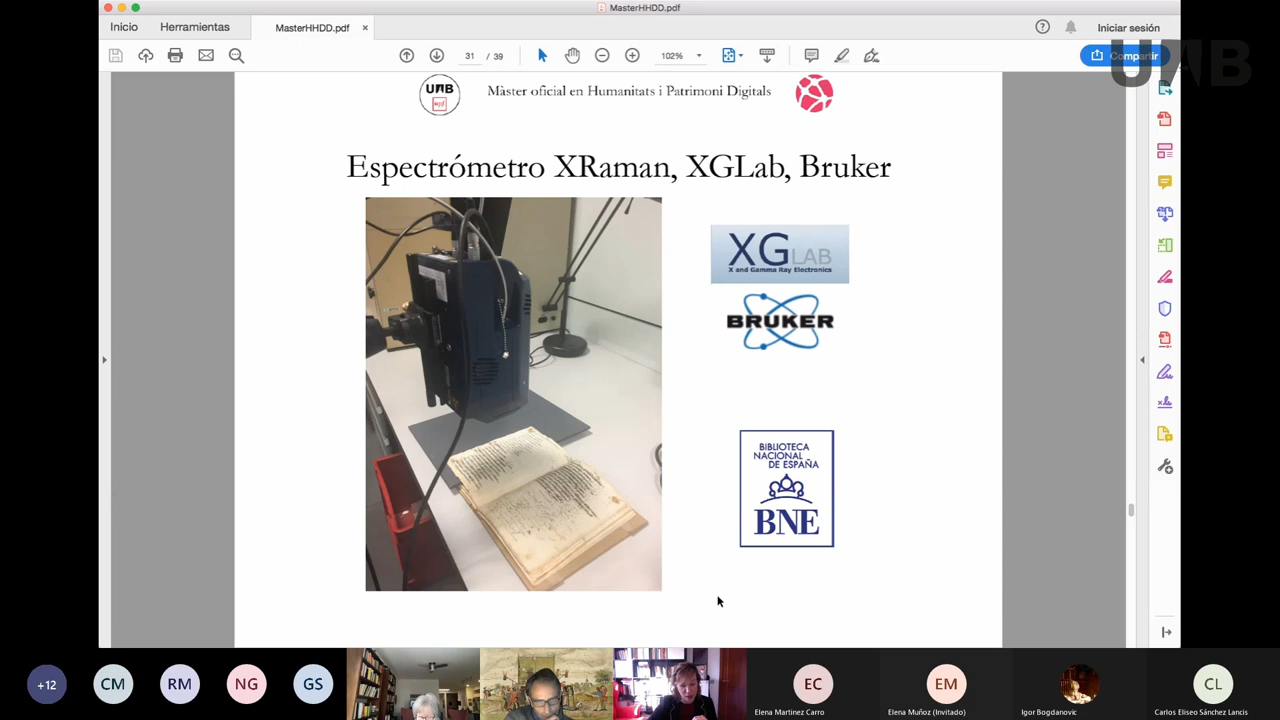 MasterHHDD.pdf
Inicio
Herramientas
MasterHHDD.pdf
×
Iniciar sesión
31 / 39
102%
Compartir
UAB
UAB
Màster oficial en Humanitats i Patrimoni Digitals
Espectrómetro XRaman, XGLab, Bruker
XGLAB
X and Gamma Ray Electronics
BRUKER
BIBLIOTECA
NACIONAL
DE ESPAÑA
BNE
+12
CM
RM
NG
GS
EC
EM
CL
Elena Martinez Carro
Elena Muñoz (Invitado)
Igor Bogdanovic
Carlos Eliseo Sánchez Lancis